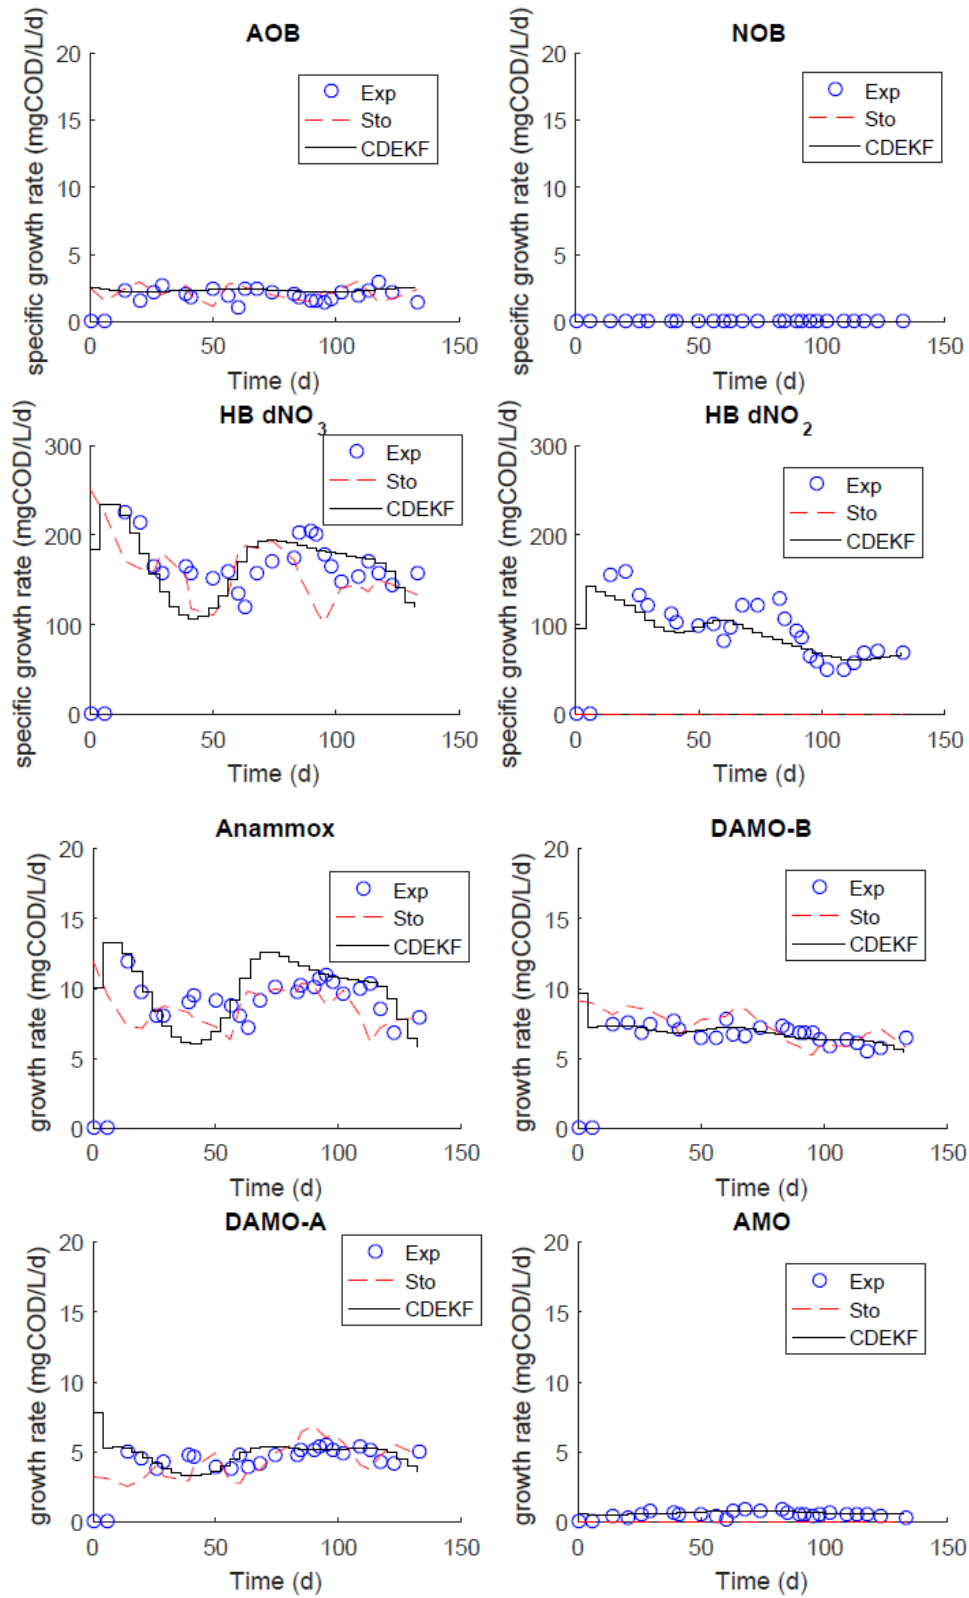 AOB
specific growth rate (mgCOD/L/d)
20
15
10
5
0
Exp
Sto
CDEKF
0 50 100 150
Time (d)
NOB
specific growth rate (mgCOD/L/d)
20
15
10
5
0
Exp
Sto
CDEKF
0 50 100 150
Time (d)
HB dNO3
specific growth rate (mgCOD/L/d)
300
200
100
0
Exp
Sto
CDEKF
0 50 100 150
Time (d)
HB dNO2
specific growth rate (mgCOD/L/d)
300
200
100
0
Exp
Sto
CDEKF
0 50 100 150
Time (d)
Anammox
growth rate (mgCOD/L/d)
20
15
10
5
0
Exp
Sto
CDEKF
0 50 100 150
Time (d)
DAMO-B
growth rate (mgCOD/L/d)
20
15
10
5
0
Exp
Sto
CDEKF
0 50 100 150
Time (d)
DAMO-A
growth rate (mgCOD/L/d)
20
15
10
5
0
Exp
Sto
CDEKF
0 50 100 150
Time (d)
AMO
growth rate (mgCOD/L/d)
20
15
10
5
0
Exp
Sto
CDEKF
0 50 100 150
Time (d)